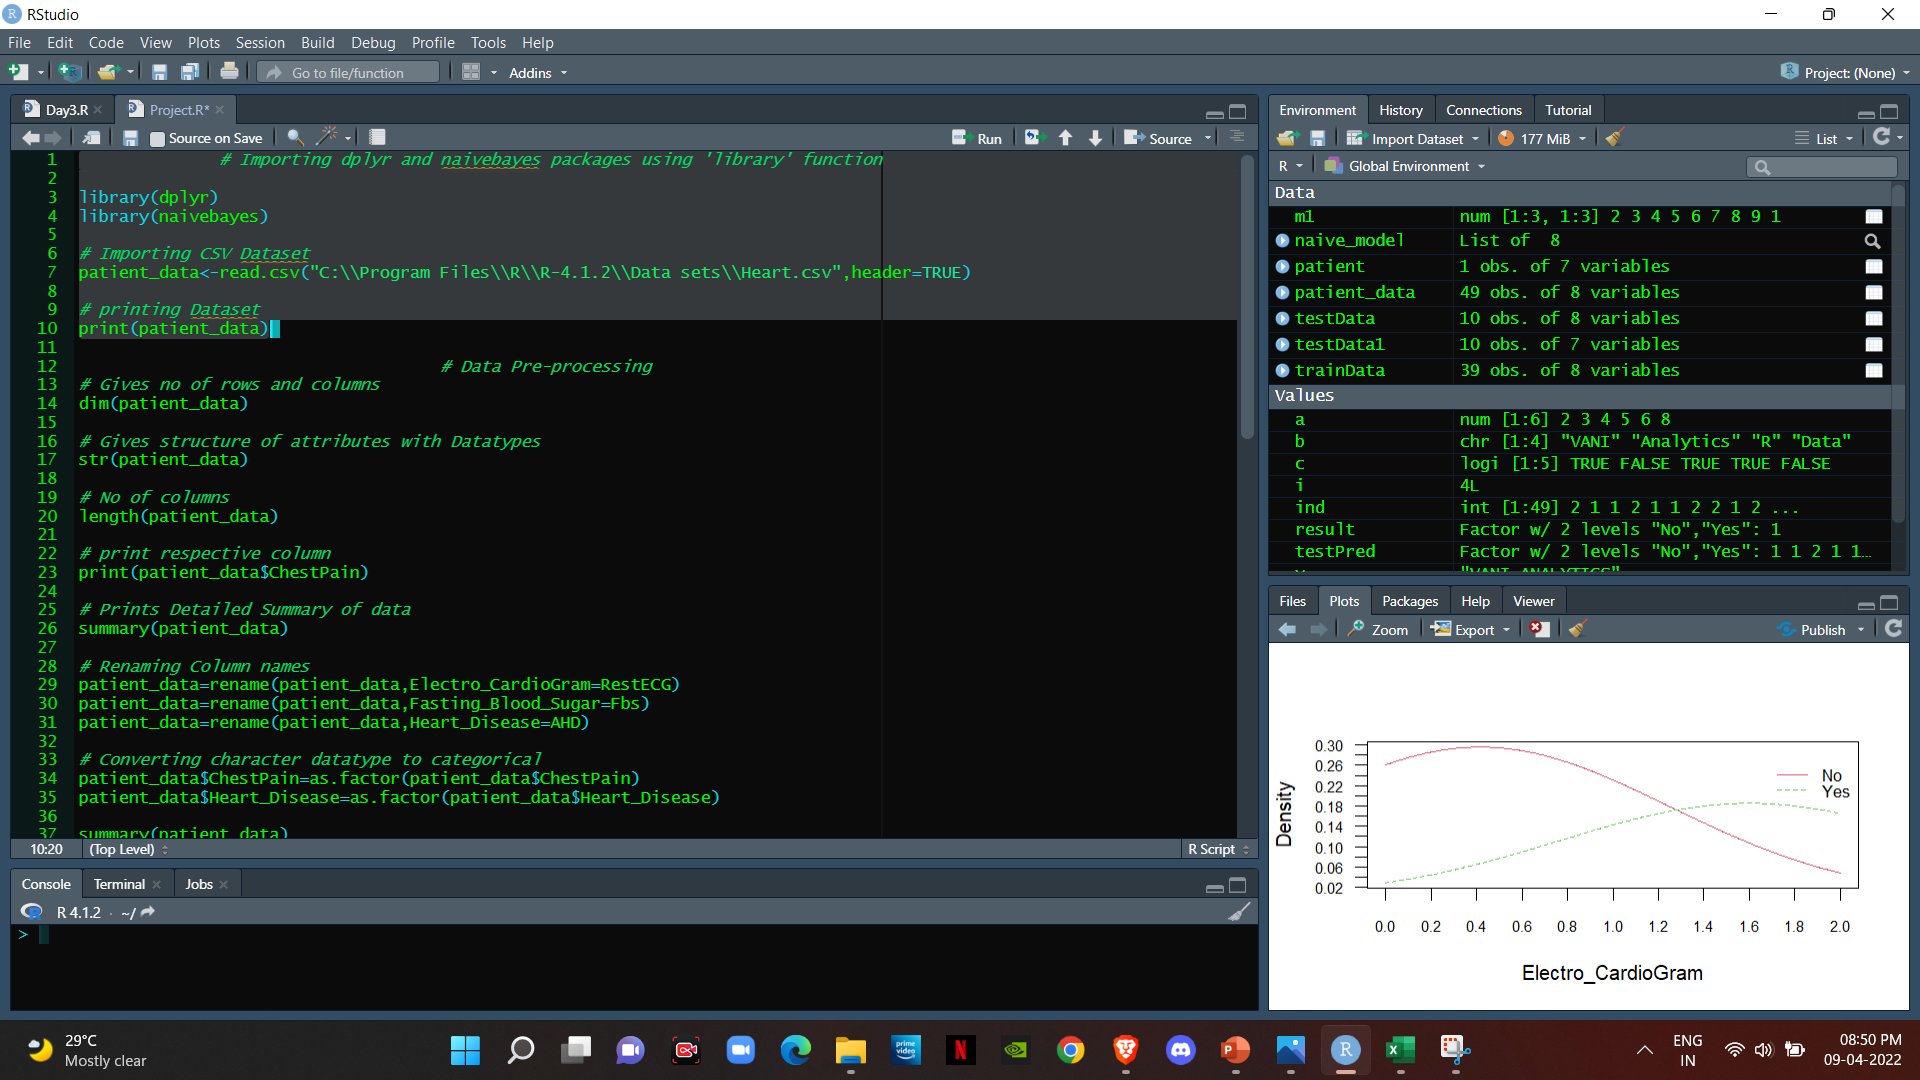 RStudio
File Edit Code View Plots Session Build Debug Profile Tools Help
Go to file/function Addins Project: (None)
Day3.R Project.R*
Source on Save Run Source
1 # Importing dplyr and naivebayes packages using 'library' function
2
3 library(dplyr)
4 library(naivebayes)
5
6 # Importing CSV Dataset
7 patient_data<-read.csv("C:\\Program Files\\R\\R-4.1.2\\Data sets\\Heart.csv",header=TRUE)
8
9 # printing Dataset
10 print(patient_data)
11
12 # Data Pre-processing
13 # Gives no of rows and columns
14 dim(patient_data)
15
16 # Gives structure of attributes with Datatypes
17 str(patient_data)
18
19 # No of columns
20 length(patient_data)
21
22 # print respective column
23 print(patient_data$ChestPain)
24
25 # Prints Detailed Summary of data
26 summary(patient_data)
27
28 # Renaming Column names
29 patient_data=rename(patient_data,Electro_CardioGram=RestECG)
30 patient_data=rename(patient_data,Fasting_Blood_Sugar=Fbs)
31 patient_data=rename(patient_data,Heart_Disease=AHD)
32
33 # Converting character datatype to categorical
34 patient_data$ChestPain=as.factor(patient_data$ChestPain)
35 patient_data$Heart_Disease=as.factor(patient_data$Heart_Disease)
36
37 summary(patient_data)
10:20 (Top Level) R Script
Console Terminal Jobs
R 4.1.2 · ~/
>
Environment History Connections Tutorial
Import Dataset 177 MiB List
R Global Environment
Data
m1 num [1:3, 1:3] 2 3 4 5 6 7 8 9 1
naive_model List of 8
patient 1 obs. of 7 variables
patient_data 49 obs. of 8 variables
testData 10 obs. of 8 variables
testData1 10 obs. of 7 variables
trainData 39 obs. of 8 variables
Values
a num [1:6] 2 3 4 5 6 8
b chr [1:4] "VANI" "Analytics" "R" "Data"
c logi [1:5] TRUE FALSE TRUE TRUE FALSE
i 4L
ind int [1:49] 2 1 1 2 1 1 2 2 1 2 ...
result Factor w/ 2 levels "No","Yes": 1
testPred Factor w/ 2 levels "No","Yes": 1 1 2 1 1…
"VANI ANALYTICS"
Files Plots Packages Help Viewer
Zoom Export Publish
Density
0.30
0.26
0.22
0.18
0.14
0.10
0.06
0.02
No
Yes
0.0 0.2 0.4 0.6 0.8 1.0 1.2 1.4 1.6 1.8 2.0
Electro_CardioGram
29°C
Mostly clear
prime video
ENG
IN
08:50 PM
09-04-2022